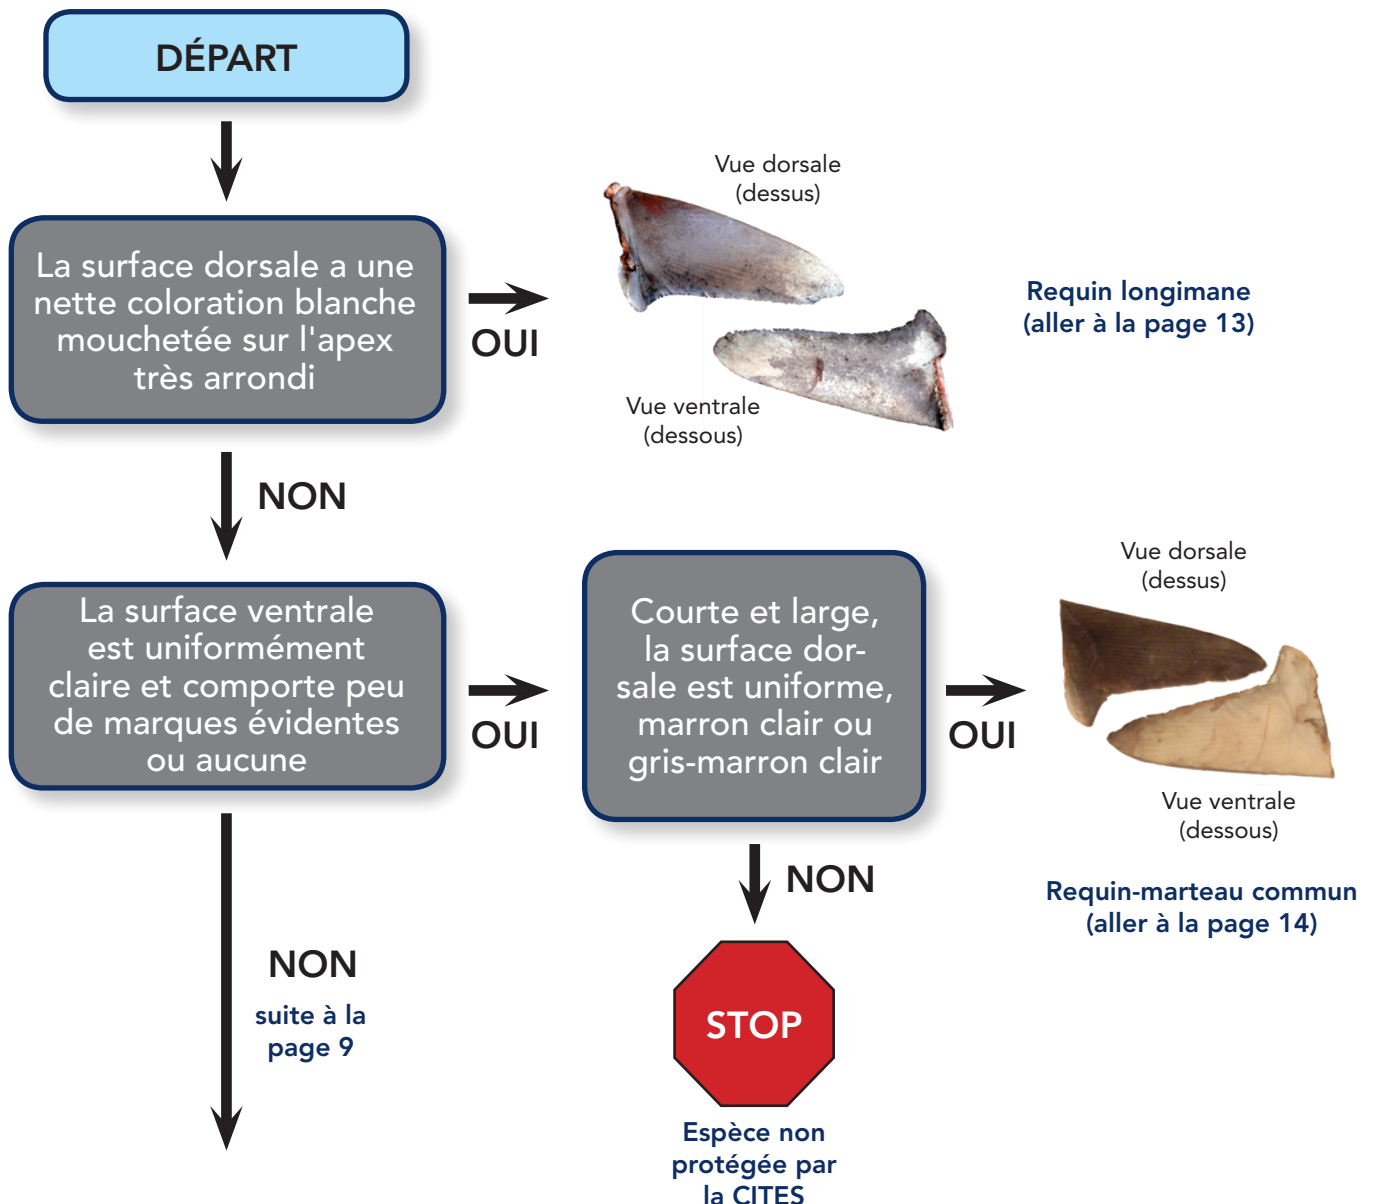 DÉPART
La surface dorsale a une
nette coloration blanche
mouchetée sur l'apex
très arrondi
OUI
Vue dorsale
(dessus)
Vue ventrale
(dessous)
Requin longimane
(aller à la page 13)
NON
La surface ventrale
est uniformément
claire et comporte peu
de marques évidentes
ou aucune
OUI
Courte et large,
la surface dor-
sale est uniforme,
marron clair ou
gris-marron clair
OUI
Vue dorsale
(dessus)
Vue ventrale
(dessous)
Requin-marteau commun
(aller à la page 14)
NON
STOP
Espèce non
protégée par
la CITES
NON
suite à la
page 9